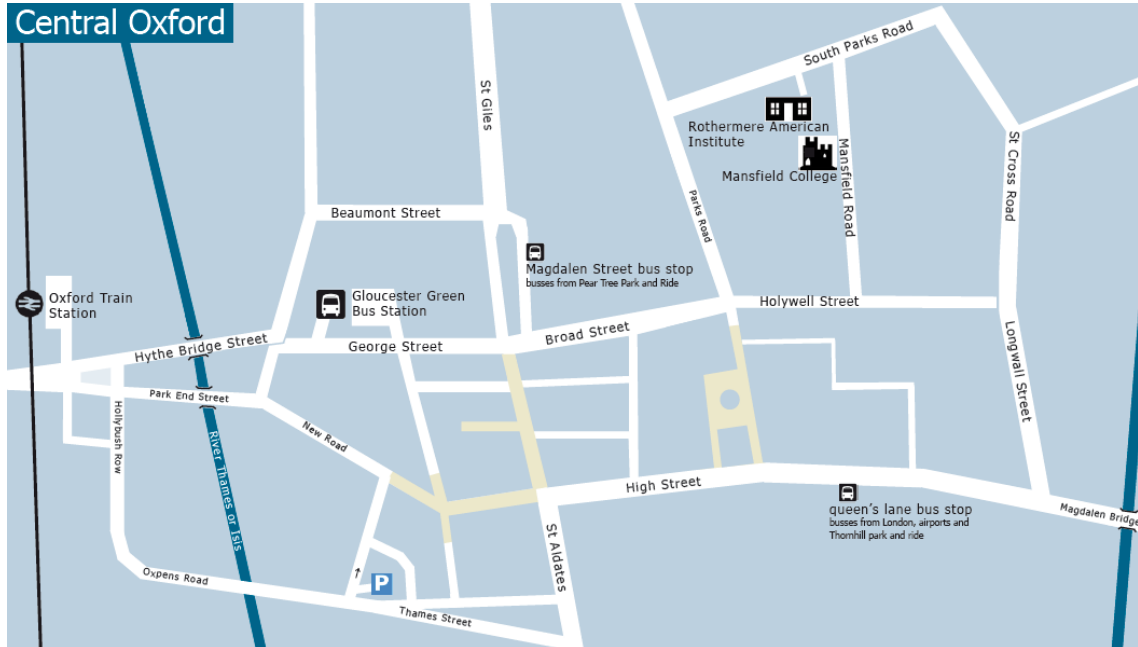 Central Oxford
South Parks Road
St Giles
Rothermere American
Institute
Mansfield College
Mansfield Road
St Cross Road
Parks Road
Beaumont Street
Magdalen Street bus stop
busses from Pear Tree Park and Ride
Oxford Train
Station
Gloucester Green
Bus Station
Holywell Street
Hythe Bridge Street
George Street
Broad Street
Longwall Street
Park End Street
Hollybush Row
New Road
River Thames or Isis
High Street
queen's lane bus stop
busses from London, airports and
Thornhill park and ride
Magdalen Bridge
St Aldates
Oxpens Road
P
Thames Street